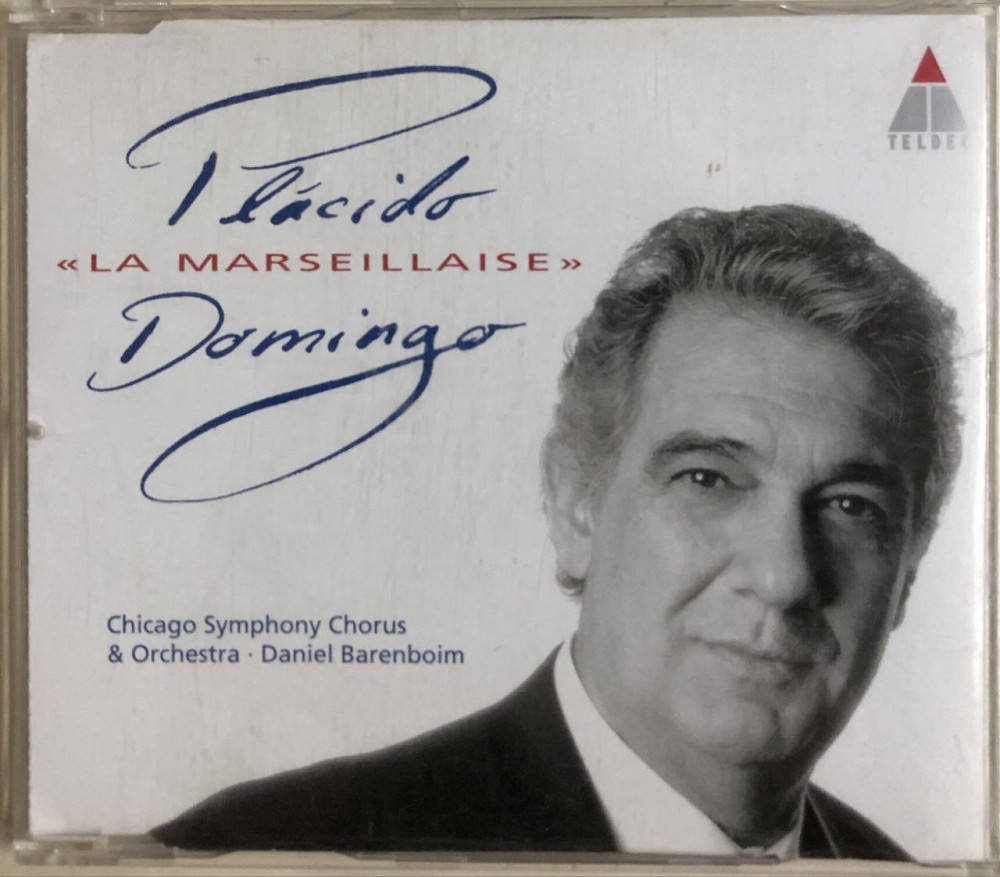 TELDEC
Plácido
«LA MARSEILLAISE»
Domingo
Chicago Symphony Chorus
& Orchestra · Daniel Barenboim